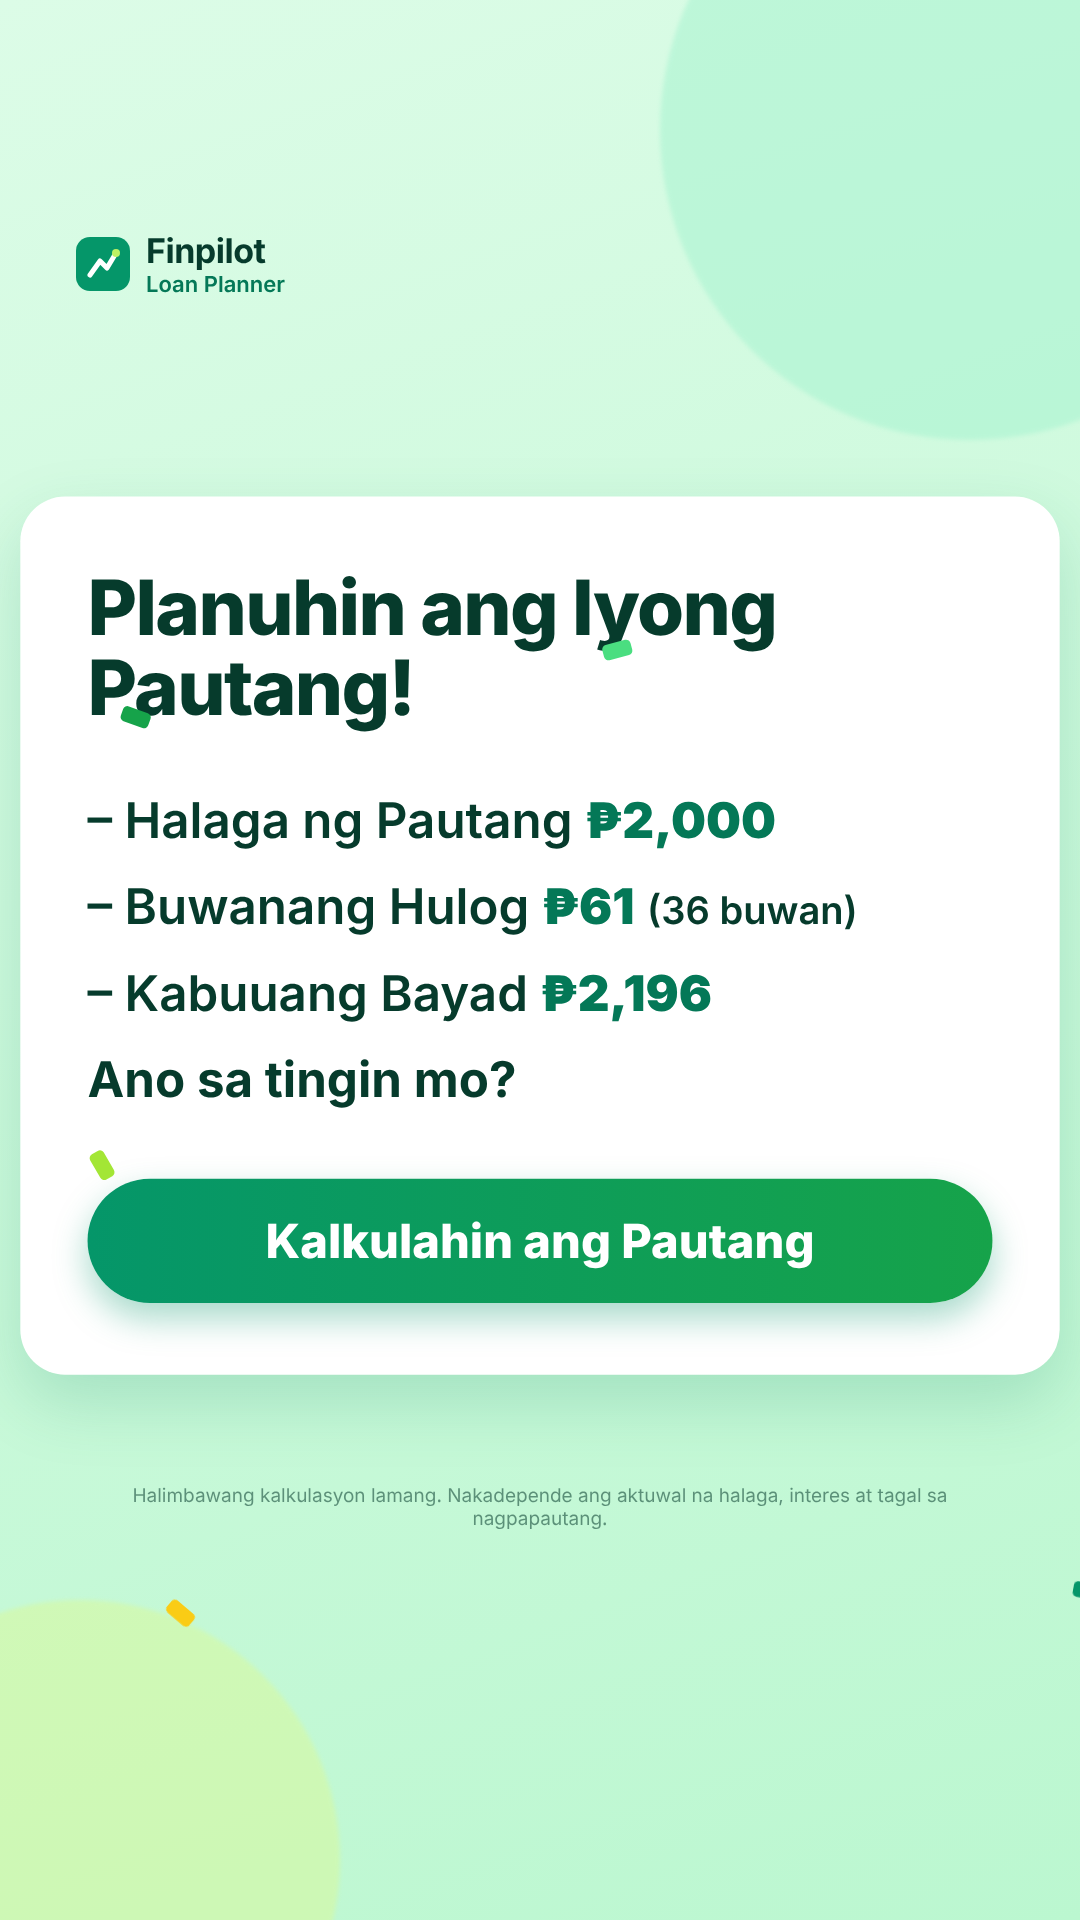 Finpilot
Loan Planner
Planuhin ang Iyong
Pautang!
– Halaga ng Pautang ₱2,000
– Buwanang Hulog ₱61 (36 buwan)
– Kabuuang Bayad ₱2,196
Ano sa tingin mo?
Kalkulahin ang Pautang
Halimbawang kalkulasyon lamang. Nakadepende ang aktuwal na halaga, interes at tagal sa
nagpapautang.